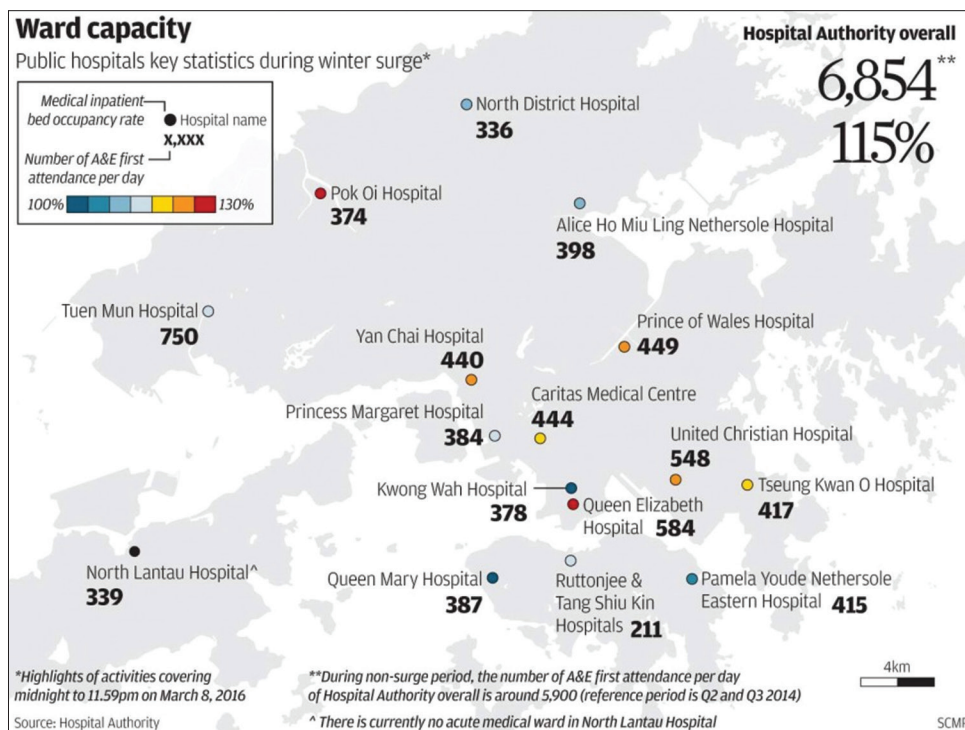 Ward capacity
Public hospitals key statistics during winter surge*
Hospital Authority overall
6,854**
115%
Medical inpatient
bed occupancy rate
Hospital name
x,xxx
Number of A&E first
attendance per day
100%
130%
North District Hospital
336
Pok Oi Hospital
374
Alice Ho Miu Ling Nethersole Hospital
398
Tuen Mun Hospital
750
Yan Chai Hospital
440
Prince of Wales Hospital
449
Princess Margaret Hospital
384
Caritas Medical Centre
444
United Christian Hospital
548
Kwong Wah Hospital
378
Queen Elizabeth
Hospital 584
Tseung Kwan O Hospital
417
North Lantau Hospital^
339
Queen Mary Hospital
387
Ruttonjee &
Tang Shiu Kin
Hospitals 211
Pamela Youde Nethersole
Eastern Hospital 415
4km
*Highlights of activities covering
midnight to 11.59pm on March 8, 2016
**During non-surge period, the number of A&E first attendance per day
of Hospital Authority overall is around 5,900 (reference period is Q2 and Q3 2014)
Source: Hospital Authority
^ There is currently no acute medical ward in North Lantau Hospital
SCMP